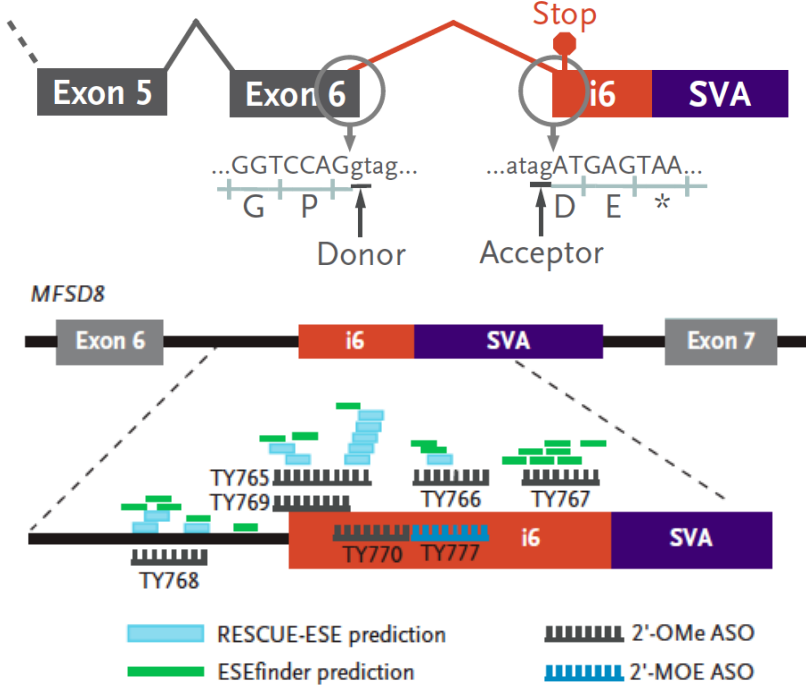 Stop
Exon 5 Exon 6 i6 SVA
...GGTCCAGgtag... ...atagATGAGTAA...
G P D E *
Donor Acceptor
MFSD8
Exon 6 i6 SVA Exon 7
TY765
TY769 TY766 TY767
i6 SVA
TY770 TY777
TY768
RESCUE-ESE prediction 2'-OMe ASO
ESEfinder prediction 2'-MOE ASO